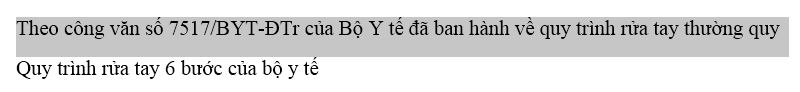 Theo công văn số 7517/BYT-ĐTr của Bộ Y tế đã ban hành về quy trình rửa tay thường quy
Quy trình rửa tay 6 bước của bộ y tế